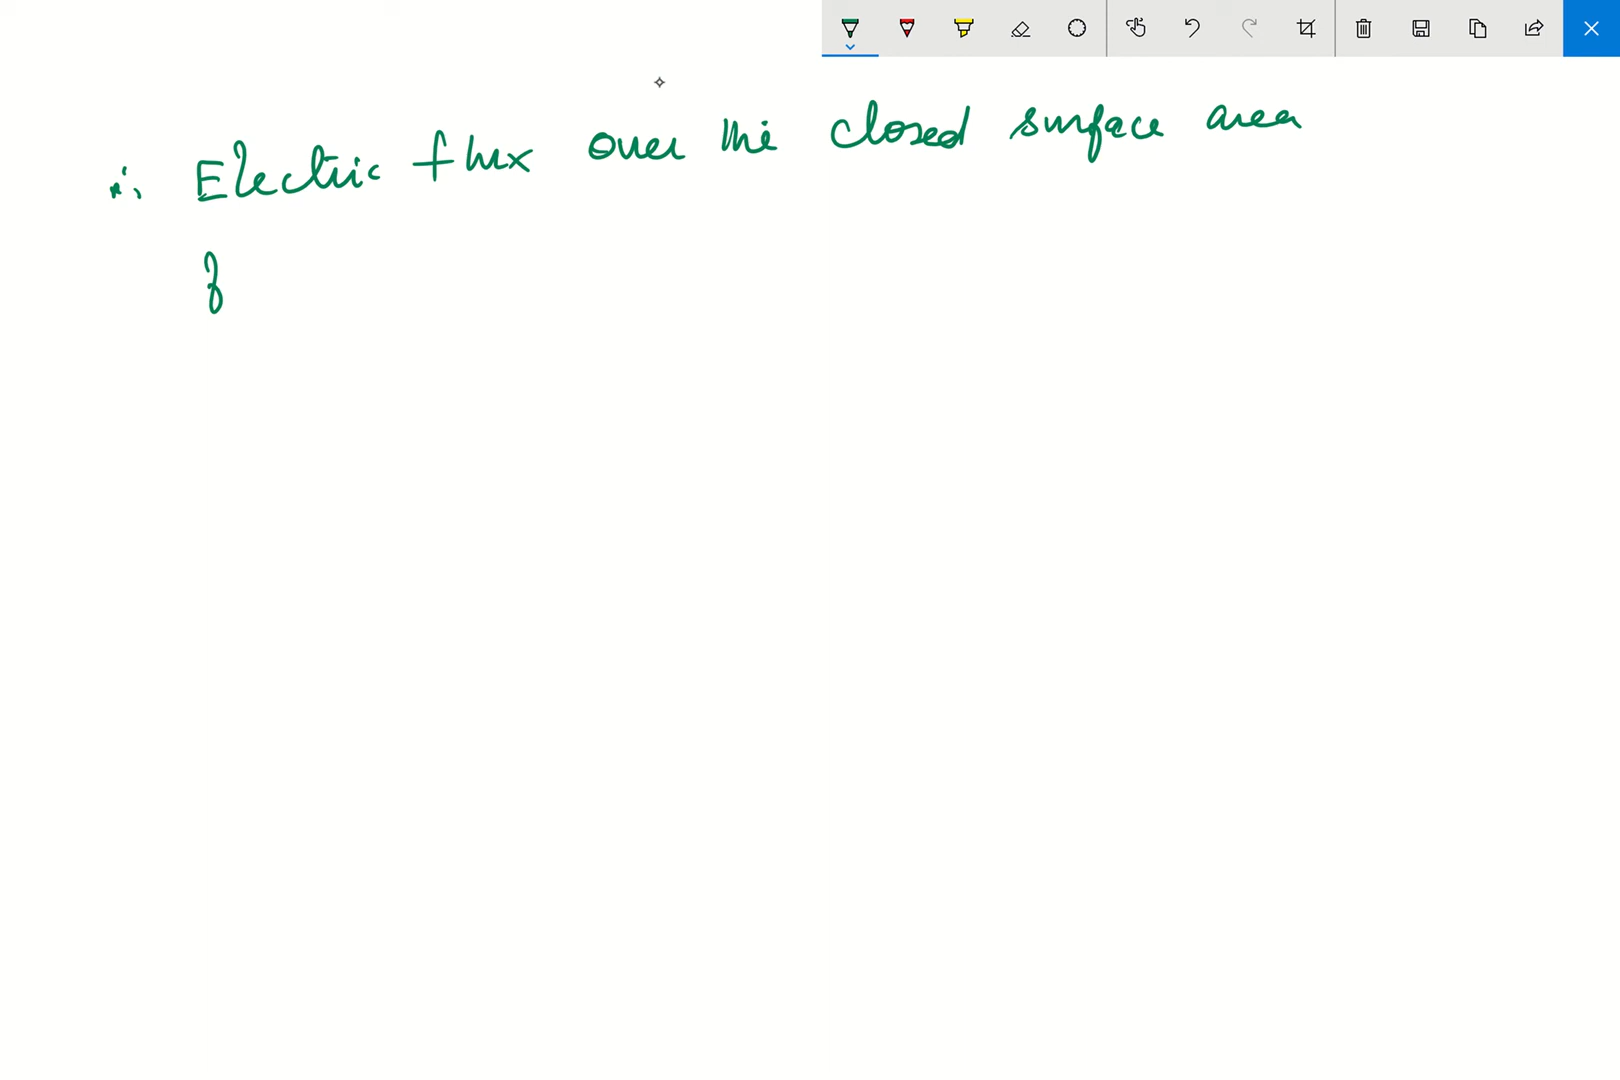 ∴ Electric flux over the closed surface area